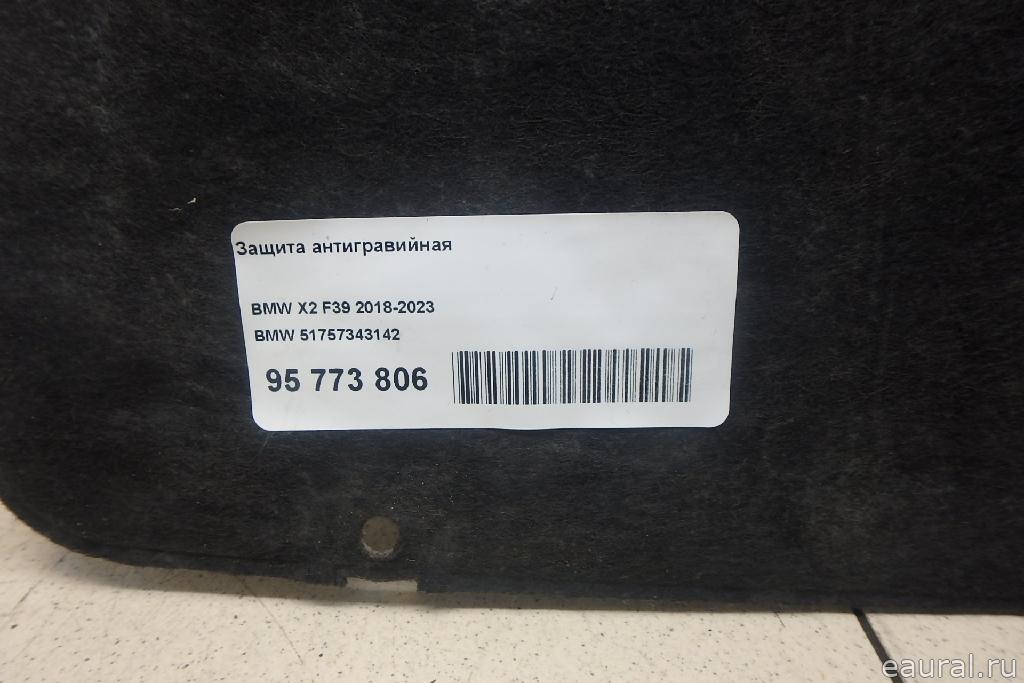 Защита антигравийная
BMW X2 F39 2018-2023
BMW 51757343142
95 773 806
eaural.ru